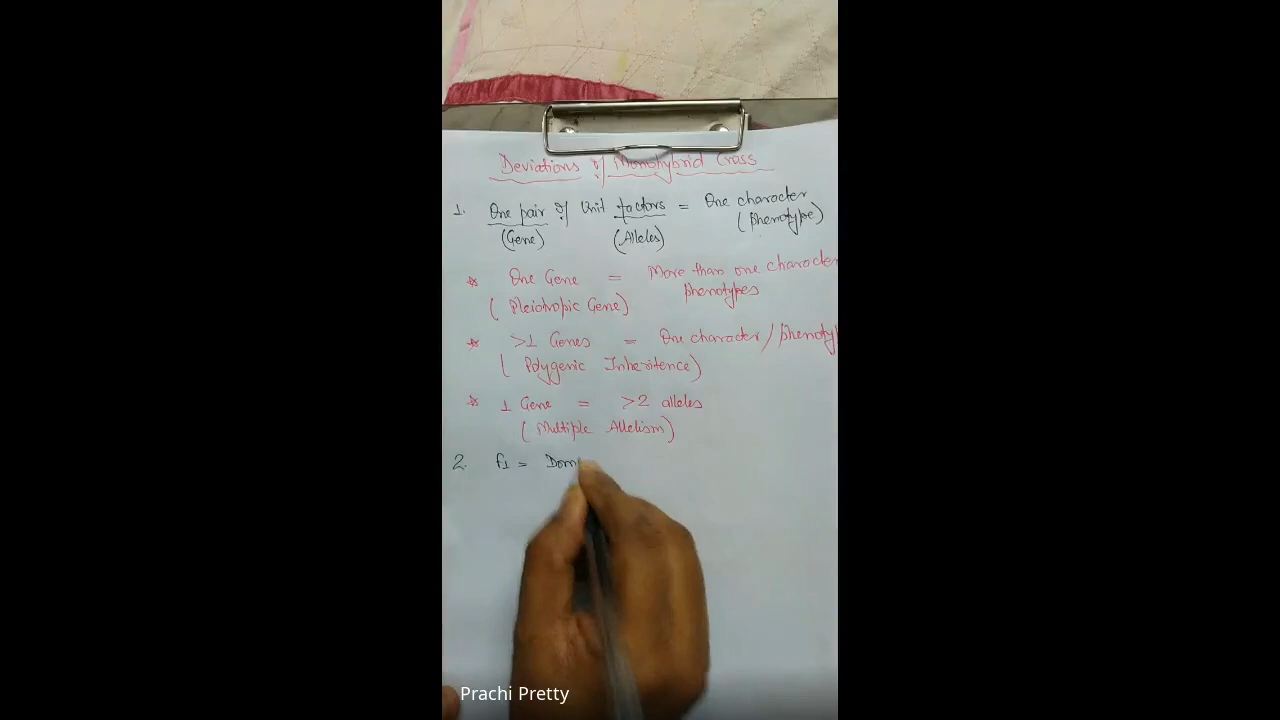 Deviations of Monohybrid Cross
1. One pair of Unit factors = One character
(Gene) (Alleles) (Phenotype)
* One Gene = More than one character
(Pleiotropic Gene) phenotypes
* >1 Genes = One character/phenotyp
(Polygenic Inheritence)
* 1 Gene = >2 alleles
(Multiple Allelism)
2. F1 = Dom
Prachi Pretty